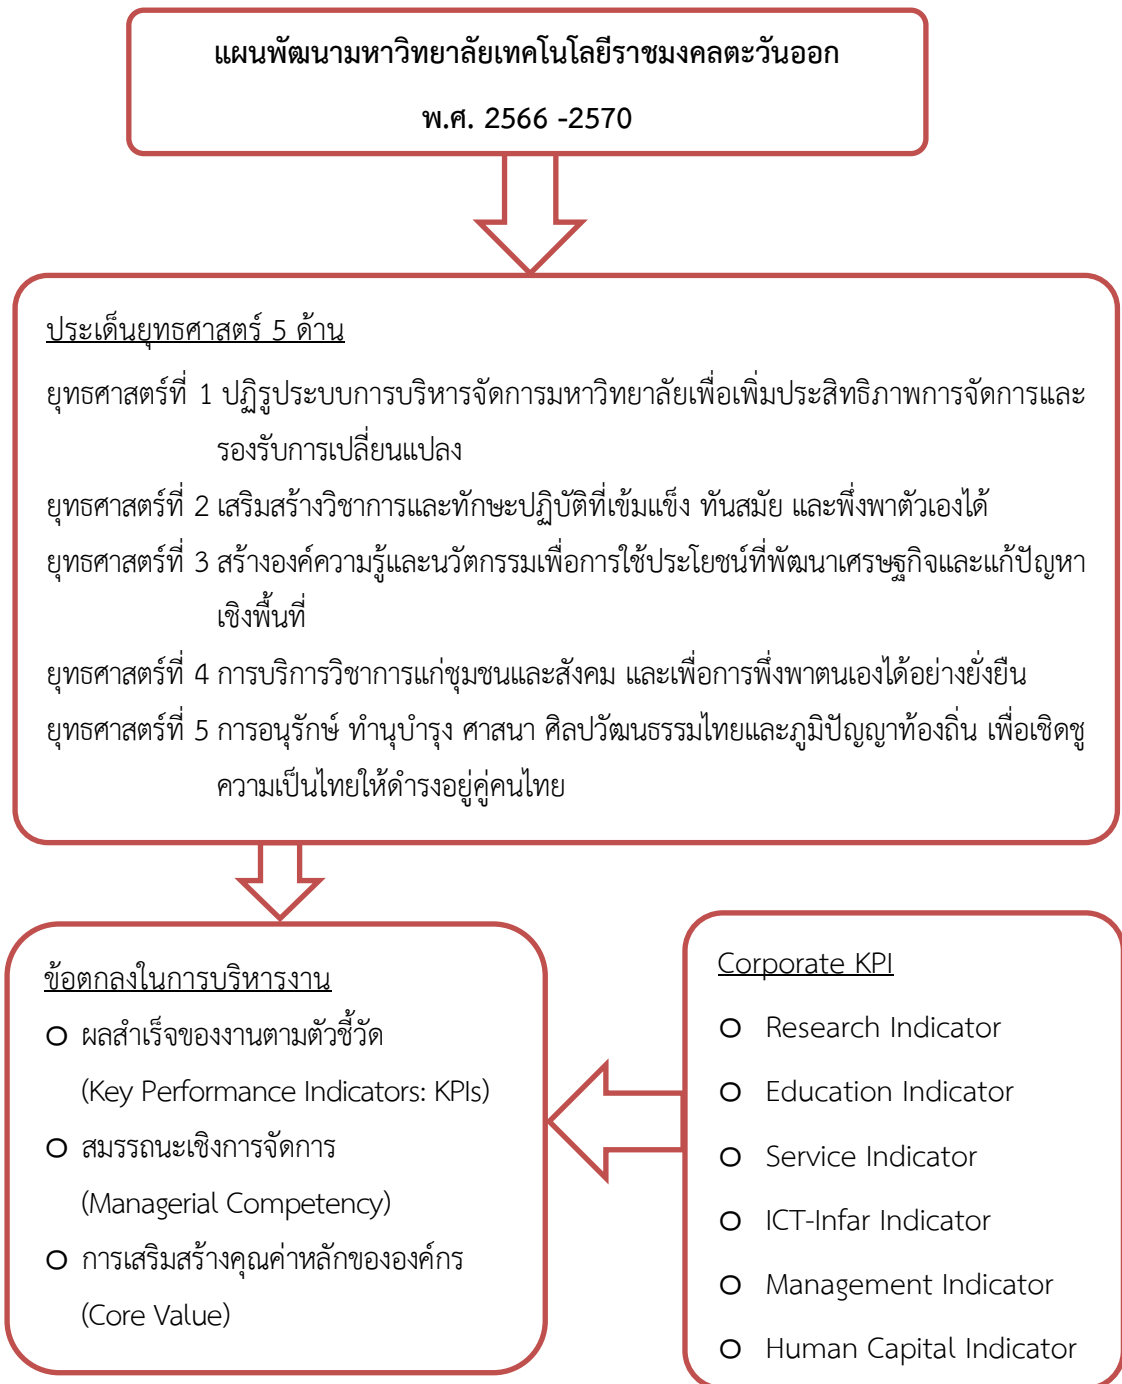 แผนพัฒนามหาวิทยาลัยเทคโนโลยีราชมงคลตะวันออก
พ.ศ. 2566 -2570
ประเด็นยุทธศาสตร์ 5 ด้าน
ยุทธศาสตร์ที่ 1 ปฏิรูประบบการบริหารจัดการมหาวิทยาลัยเพื่อเพิ่มประสิทธิภาพการจัดการและ
รองรับการเปลี่ยนแปลง
ยุทธศาสตร์ที่ 2 เสริมสร้างวิชาการและทักษะปฏิบัติที่เข้มแข็ง ทันสมัย และพึ่งพาตัวเองได้
ยุทธศาสตร์ที่ 3 สร้างองค์ความรู้และนวัตกรรมเพื่อการใช้ประโยชน์ที่พัฒนาเศรษฐกิจและแก้ปัญหา
เชิงพื้นที่
ยุทธศาสตร์ที่ 4 การบริการวิชาการแก่ชุมชนและสังคม และเพื่อการพึ่งพาตนเองได้อย่างยั่งยืน
ยุทธศาสตร์ที่ 5 การอนุรักษ์ ทำนุบำรุง ศาสนา ศิลปวัฒนธรรมไทยและภูมิปัญญาท้องถิ่น เพื่อเชิดชู
ความเป็นไทยให้ดำรงอยู่คู่คนไทย
ข้อตกลงในการบริหารงาน
o ผลสำเร็จของงานตามตัวชี้วัด
(Key Performance Indicators: KPIs)
o สมรรถนะเชิงการจัดการ
(Managerial Competency)
o การเสริมสร้างคุณค่าหลักขององค์กร
(Core Value)
Corporate KPI
o Research Indicator
o Education Indicator
o Service Indicator
o ICT-Infar Indicator
o Management Indicator
o Human Capital Indicator